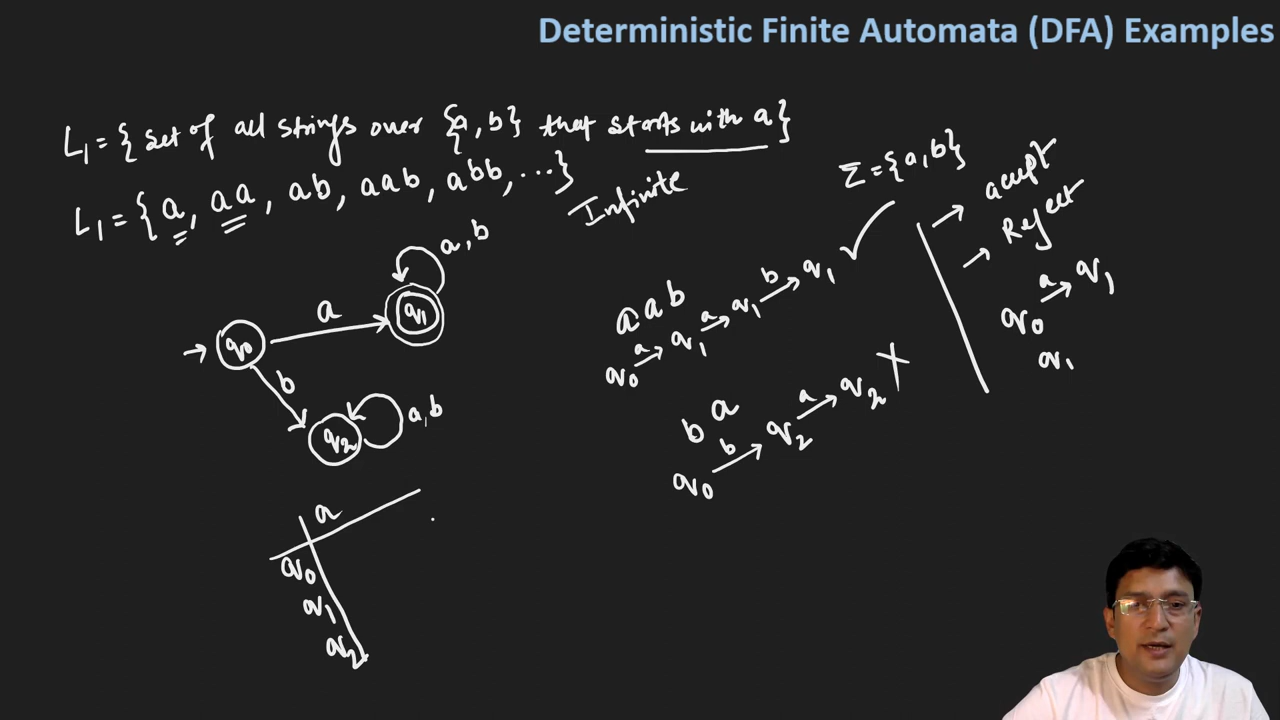 Deterministic Finite Automata (DFA) Examples
L1 = { set of all strings over {a, b} that starts with a}
L1 = { a, aa, ab, aab, abb, ...}
Infinite
Σ = {a, b}
→ accept
→ Reject
q0 a→ q1
q1
→ q0
a
q1
a, b
b
q2
a, b
a a b
q0 a→ q1 a→ q1 b→ q1 ✓
b a
q0 b→ q2 a→ q2 ✗
a
q0
q1
q2